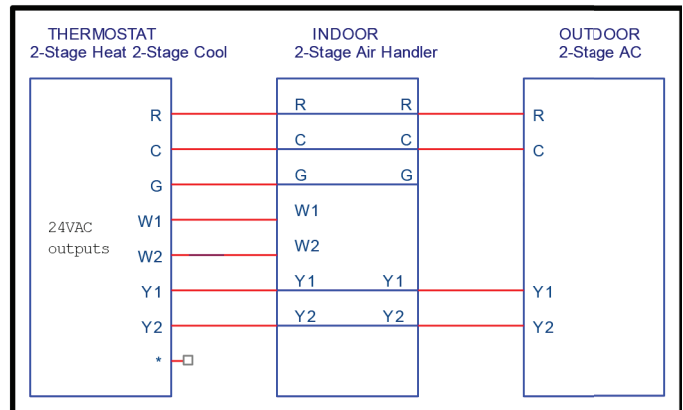 THERMOSTAT
2-Stage Heat 2-Stage Cool
INDOOR
2-Stage Air Handler
OUTDOOR
2-Stage AC
R
C
G
W1
W2
Y1
Y2
*
24VAC
outputs
R R
C C
G G
W1
W2
Y1 Y1
Y2 Y2
R
C
Y1
Y2